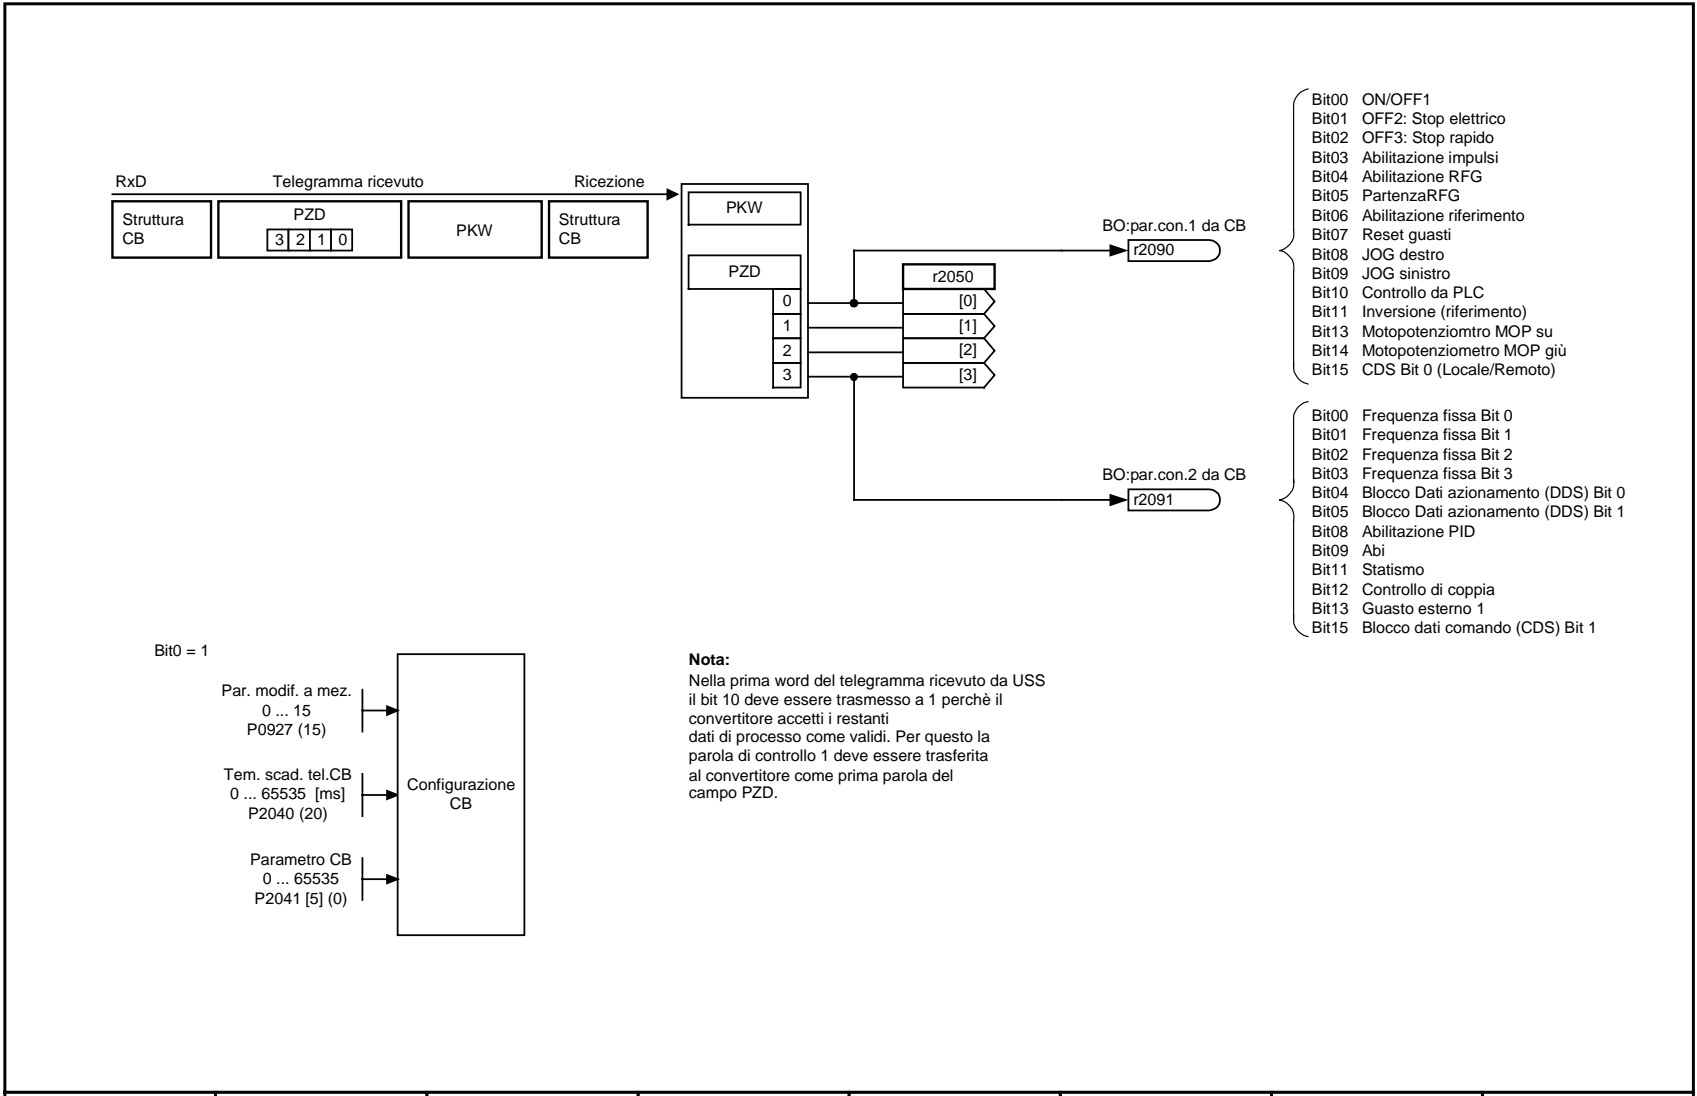 RxD Telegramma ricevuto Ricezione
Struttura
CB
PZD
3 2 1 0
PKW
Struttura
CB
PKW
PZD
0
1
2
3
r2050
[0]
[1]
[2]
[3]
BO:par.con.1 da CB
r2090
Bit00 ON/OFF1
Bit01 OFF2: Stop elettrico
Bit02 OFF3: Stop rapido
Bit03 Abilitazione impulsi
Bit04 Abilitazione RFG
Bit05 PartenzaRFG
Bit06 Abilitazione riferimento
Bit07 Reset guasti
Bit08 JOG destro
Bit09 JOG sinistro
Bit10 Controllo da PLC
Bit11 Inversione (riferimento)
Bit13 Motopotenziomtro MOP su
Bit14 Motopotenziometro MOP giù
Bit15 CDS Bit 0 (Locale/Remoto)
BO:par.con.2 da CB
r2091
Bit00 Frequenza fissa Bit 0
Bit01 Frequenza fissa Bit 1
Bit02 Frequenza fissa Bit 2
Bit03 Frequenza fissa Bit 3
Bit04 Blocco Dati azionamento (DDS) Bit 0
Bit05 Blocco Dati azionamento (DDS) Bit 1
Bit08 Abilitazione PID
Bit09 Abi
Bit11 Statismo
Bit12 Controllo di coppia
Bit13 Guasto esterno 1
Bit15 Blocco dati comando (CDS) Bit 1
Bit0 = 1
Par. modif. a mez.
0 ... 15
P0927 (15)
Tem. scad. tel.CB
0 ... 65535 [ms]
P2040 (20)
Parametro CB
0 ... 65535
P2041 [5] (0)
Configurazione
CB
Nota:
Nella prima word del telegramma ricevuto da USS
il bit 10 deve essere trasmesso a 1 perchè il
convertitore accetti i restanti
dati di processo come validi. Per questo la
parola di controllo 1 deve essere trasferita
al convertitore come prima parola del
campo PZD.